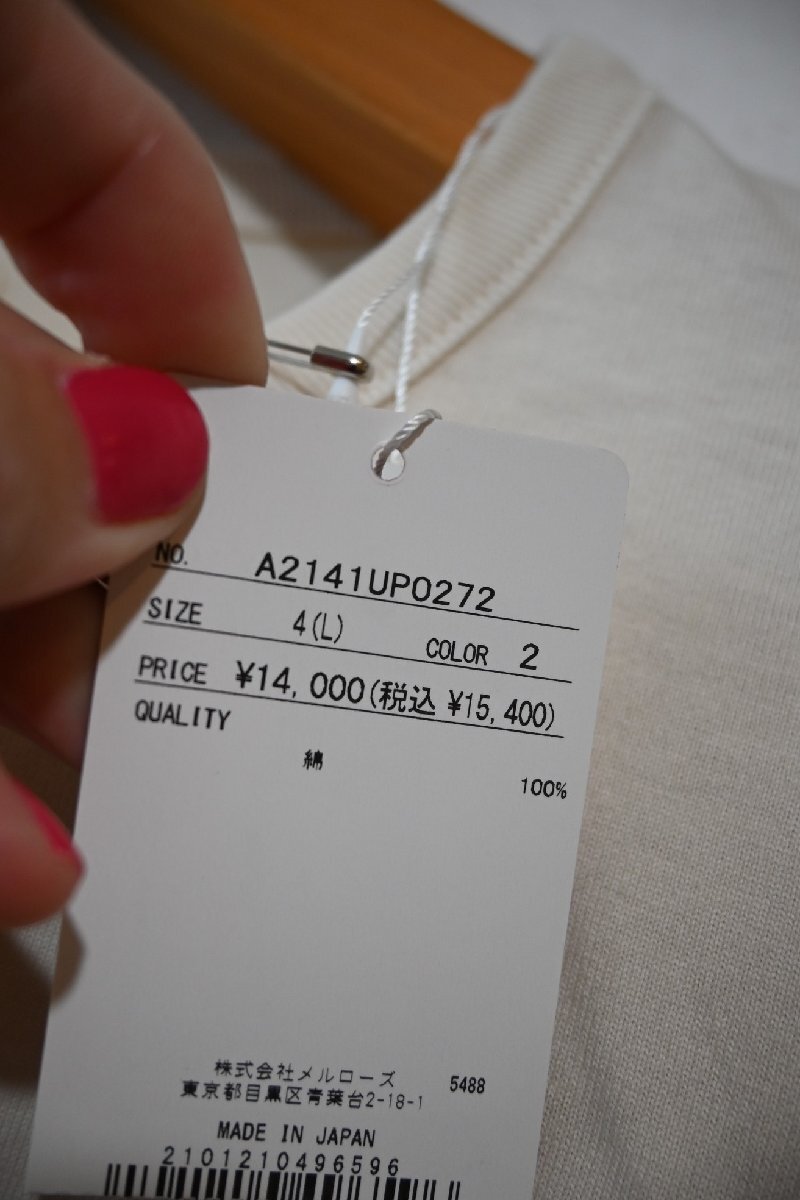 NO. A2141UP0272
SIZE 4(L) COLOR 2
PRICE ¥14,000(税込 ¥15,400)
QUALITY
綿 100%
株式会社メルローズ 5488
東京都目黒区青葉台2-18-1
MADE IN JAPAN
2101210496596